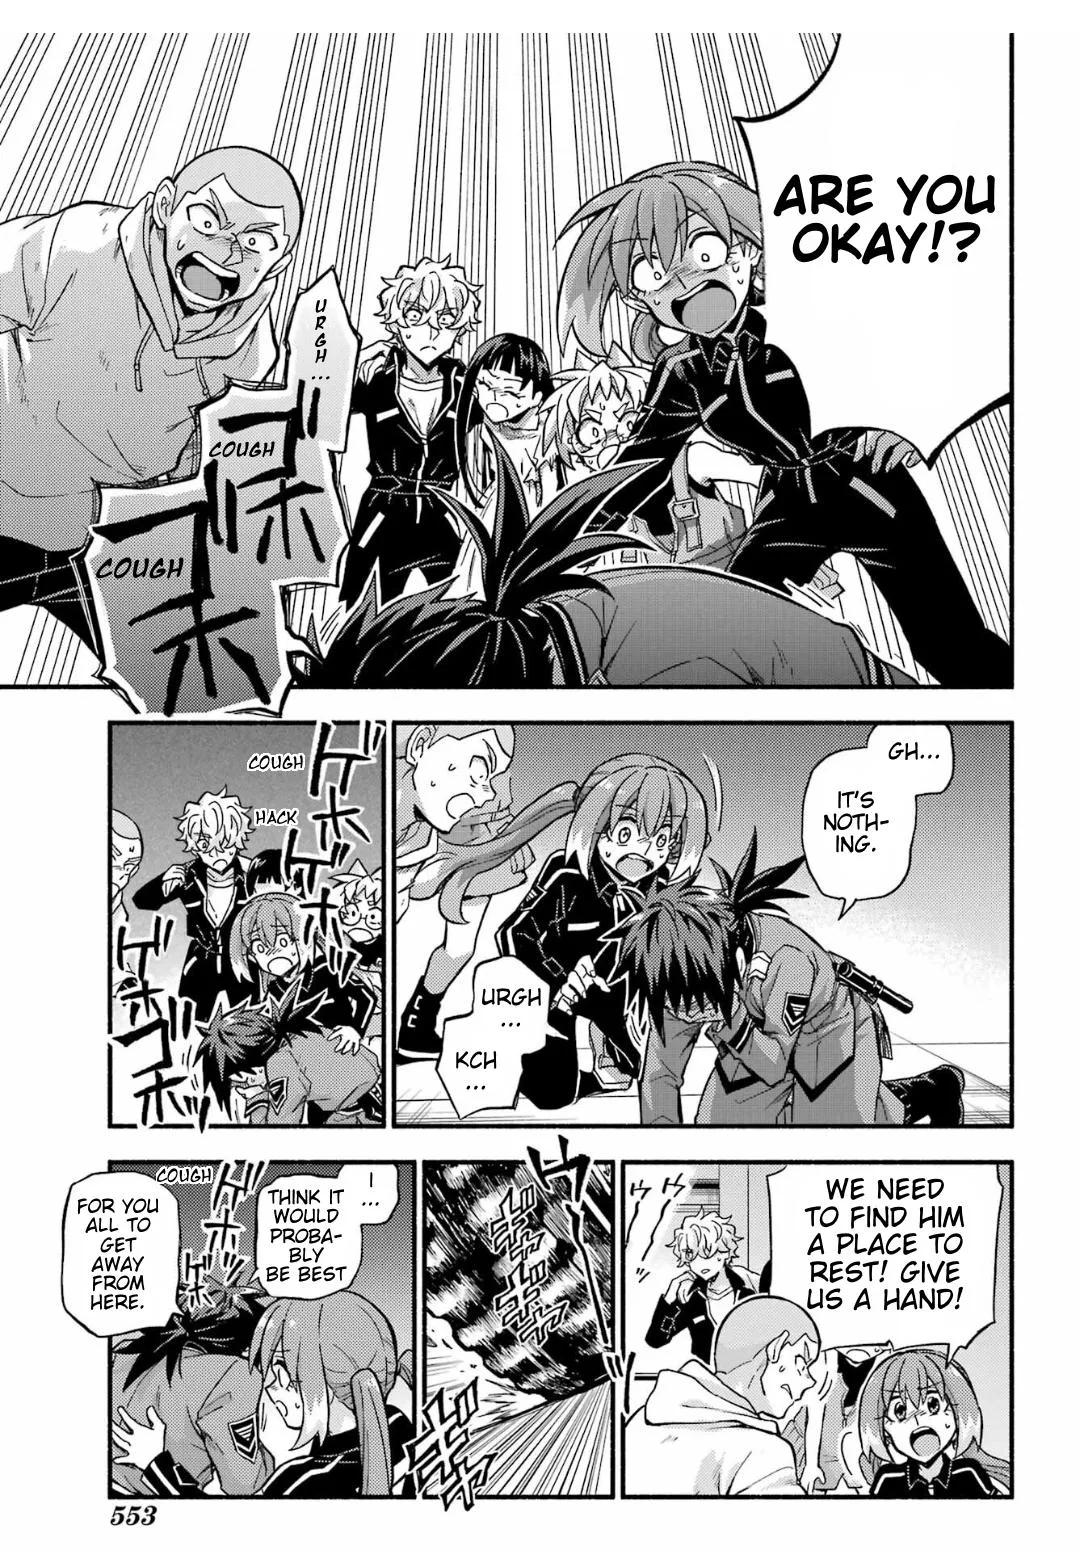 ARE YOU
OKAY!?
URGH...
COUGH
ゴホ
COUGH
ゴホ
GH...
IT'S
NOTH-
ING.
URGH
...
KCH
...
COUGH
ゲホ
HACK
ゲホ
ゲホ
ゴホ
WE NEED
TO FIND HIM
A PLACE TO
REST! GIVE
US A HAND!
I
...
THINK IT
WOULD
PROBA-
BLY
BE BEST
COUGH
FOR YOU
ALL TO
GET
AWAY
FROM
HERE.
553